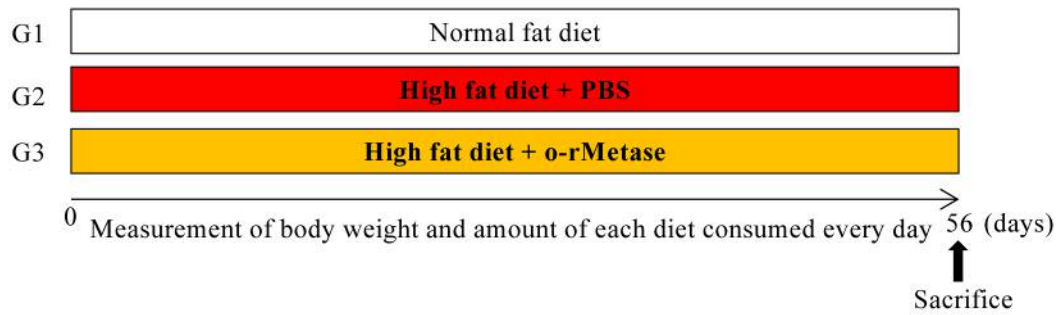 G1 Normal fat diet
G2 High fat diet + PBS
G3 High fat diet + o-rMetase
0 Measurement of body weight and amount of each diet consumed every day 56 (days)
Sacrifice